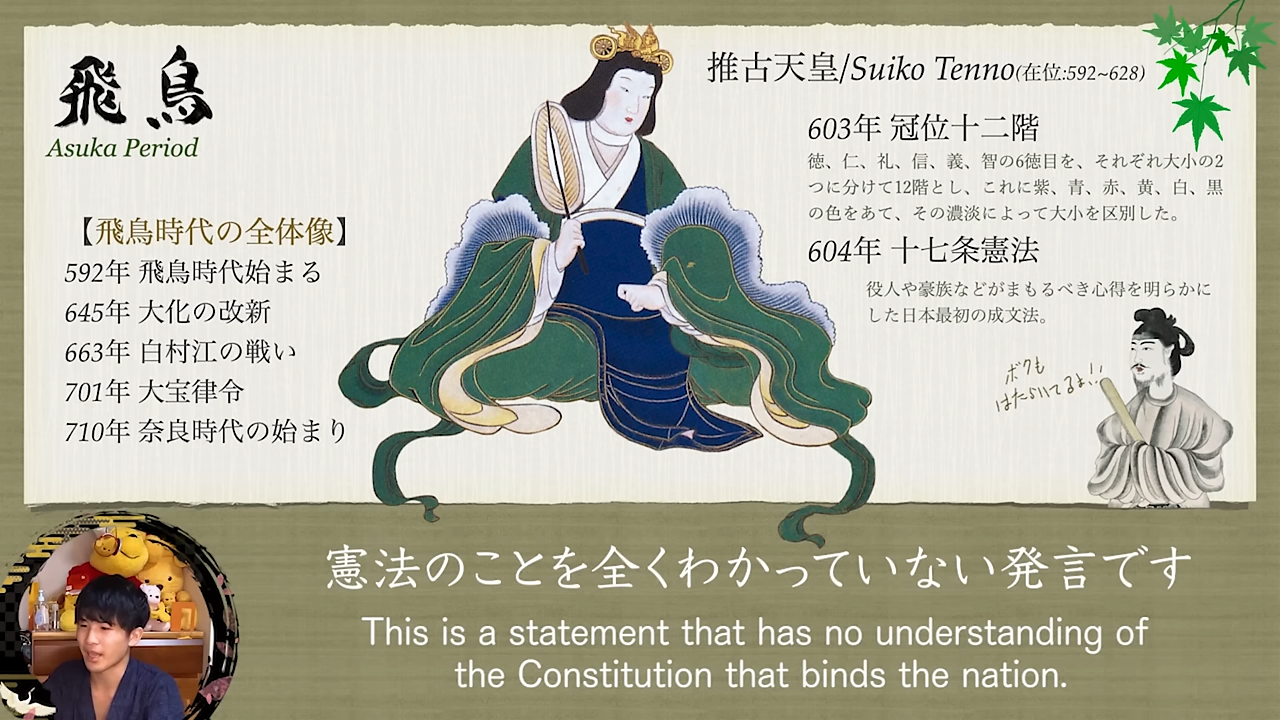 飛鳥
Asuka Period
【飛鳥時代の全体像】
592年 飛鳥時代始まる
645年 大化の改新
663年 白村江の戦い
701年 大宝律令
710年 奈良時代の始まり
推古天皇/Suiko Tenno(在位:592~628)
603年 冠位十二階
徳、仁、礼、信、義、智の6徳目を、それぞれ大小の2
つに分けて12階とし、これに紫、青、赤、黄、白、黒
の色をあて、その濃淡によって大小を区別した。
604年 十七条憲法
役人や豪族などがまもるべき心得を明らかに
した日本最初の成文法。
ボクも
はたらいてるよ!!
憲法のことを全くわかっていない発言です
This is a statement that has no understanding of
the Constitution that binds the nation.